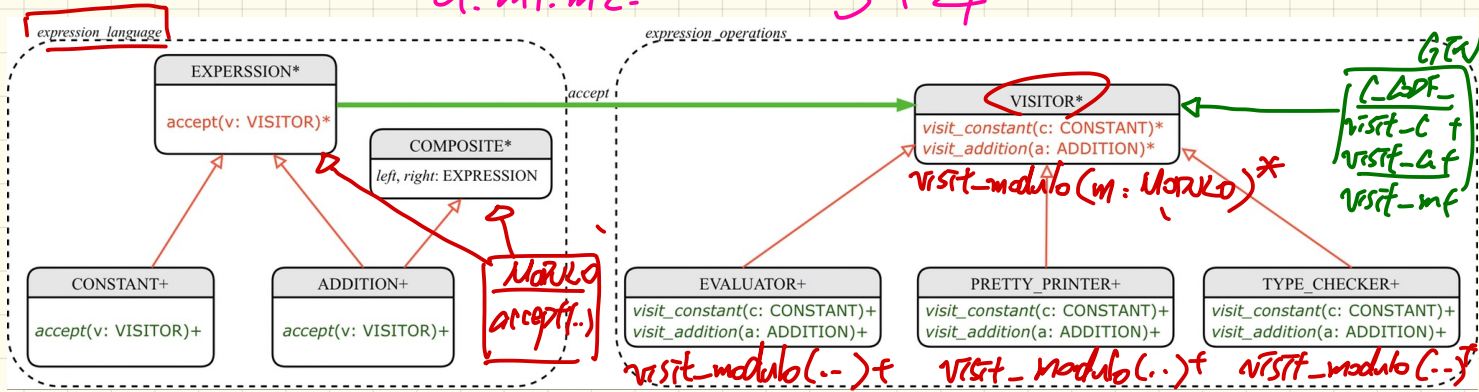 3+4
expression_language
expression_operations
EXPERSSION*
accept(v: VISITOR)*
accept
VISITOR*
visit_constant(c: CONSTANT)*
visit_addition(a: ADDITION)*
visit_modulo(m: MODULO)*
visit_c +
visit_a +
visit_m +
COMPOSITE*
left, right: EXPRESSION
CONSTANT+
accept(v: VISITOR)+
ADDITION+
accept(v: VISITOR)+
MODULO
accept(..)
EVALUATOR+
visit_constant(c: CONSTANT)+
visit_addition(a: ADDITION)+
visit_modulo(..)+
PRETTY_PRINTER+
visit_constant(c: CONSTANT)+
visit_addition(a: ADDITION)+
visit_modulo(..)+
TYPE_CHECKER+
visit_constant(c: CONSTANT)+
visit_addition(a: ADDITION)+
visit_modulo(..)+